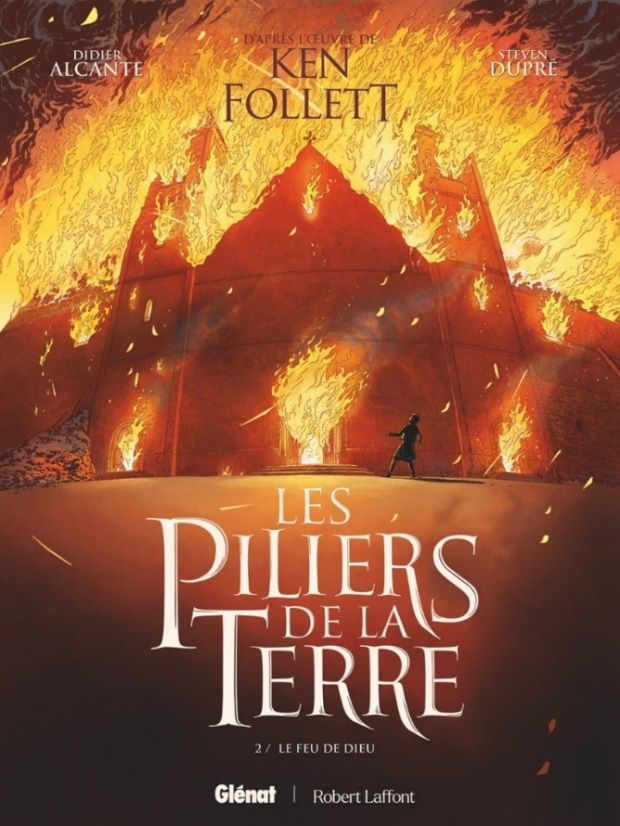 DIDIER
ALCANTE
D'APRÈS L'ŒUVRE DE
KEN
FOLLETT
STEVEN
DUPRÉ
LES
PILIERS
DE LA
TERRE
2 / LE FEU DE DIEU
Glénat | Robert Laffont